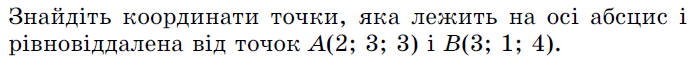 Знайдіть координати точки, яка лежить на осі абсцис і
рівновіддалена від точок A(2; 3; 3) і B(3; 1; 4).